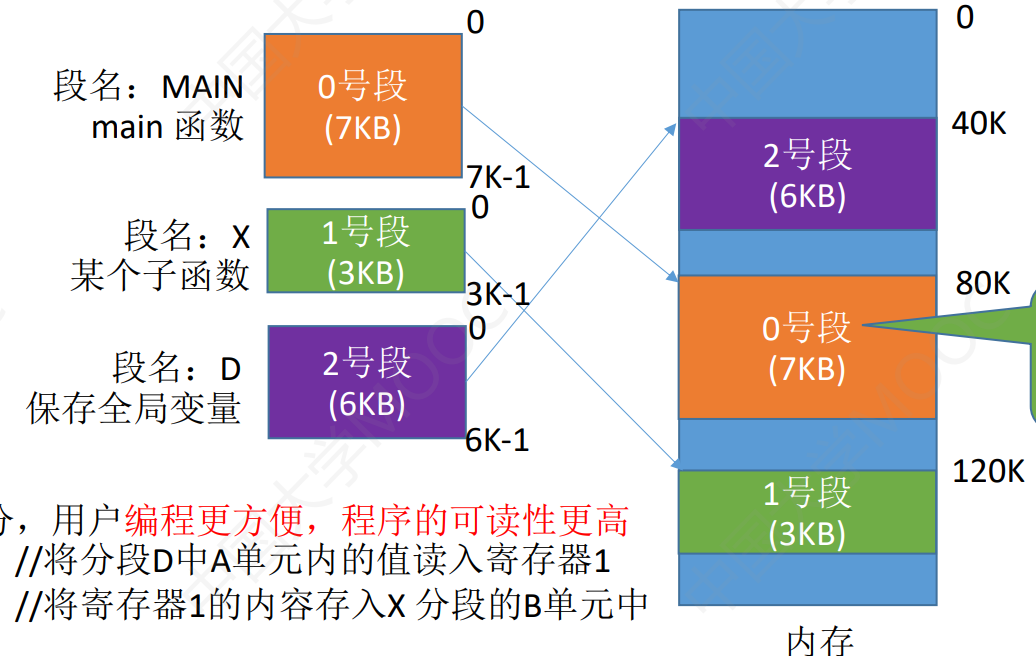 0
段名：MAIN
main 函数
0号段
(7KB)
7K-1
0
段名：X
某个子函数
1号段
(3KB)
3K-1
0
段名：D
保存全局变量
2号段
(6KB)
6K-1
0
40K
2号段
(6KB)
80K
0号段
(7KB)
120K
1号段
(3KB)
内存
，用户编程更方便，程序的可读性更高
//将分段D中A单元内的值读入寄存器1
//将寄存器1的内容存入X 分段的B单元中